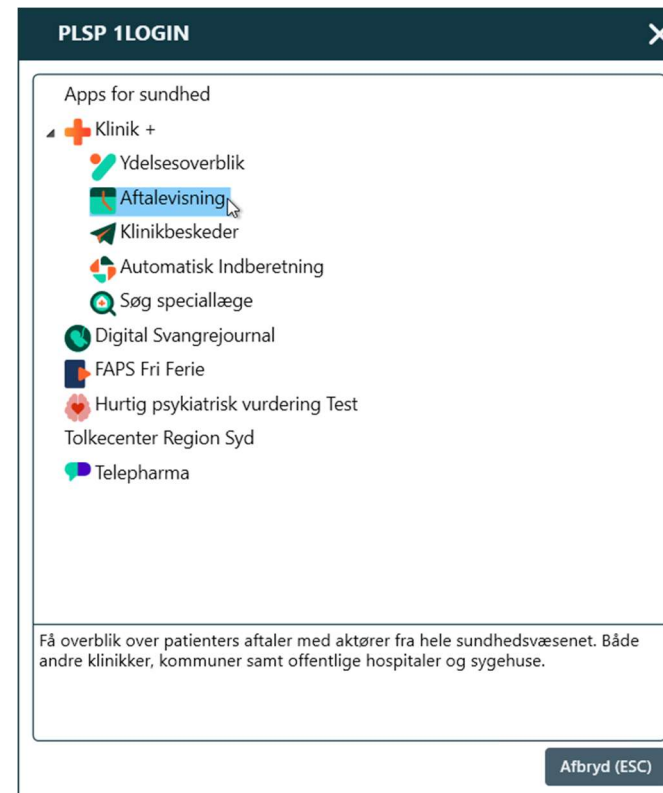 PLSP 1LOGIN
Apps for sundhed
Klinik +
Ydelsesoverblik
Aftalevisning
Klinikbeskeder
Automatisk Indberetning
Søg speciallæge
Digital Svangrejournal
FAPS Fri Ferie
Hurtig psykiatrisk vurdering Test
Tolkecenter Region Syd
Telepharma
Få overblik over patienters aftaler med aktører fra hele sundhedsvæsenet. Både
andre klinikker, kommuner samt offentlige hospitaler og sygehuse.
Afbryd (ESC)